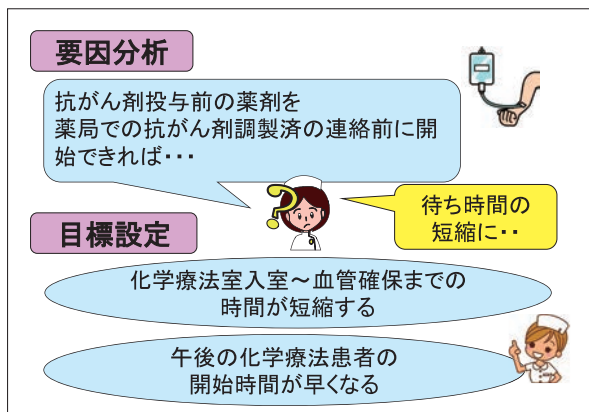 要因分析
抗がん剤投与前の薬剤を
薬局での抗がん剤調製済の連絡前に開
始できれば・・・
待ち時間の
短縮に・・
目標設定
化学療法室入室～血管確保までの
時間が短縮する
午後の化学療法患者の
開始時間が早くなる